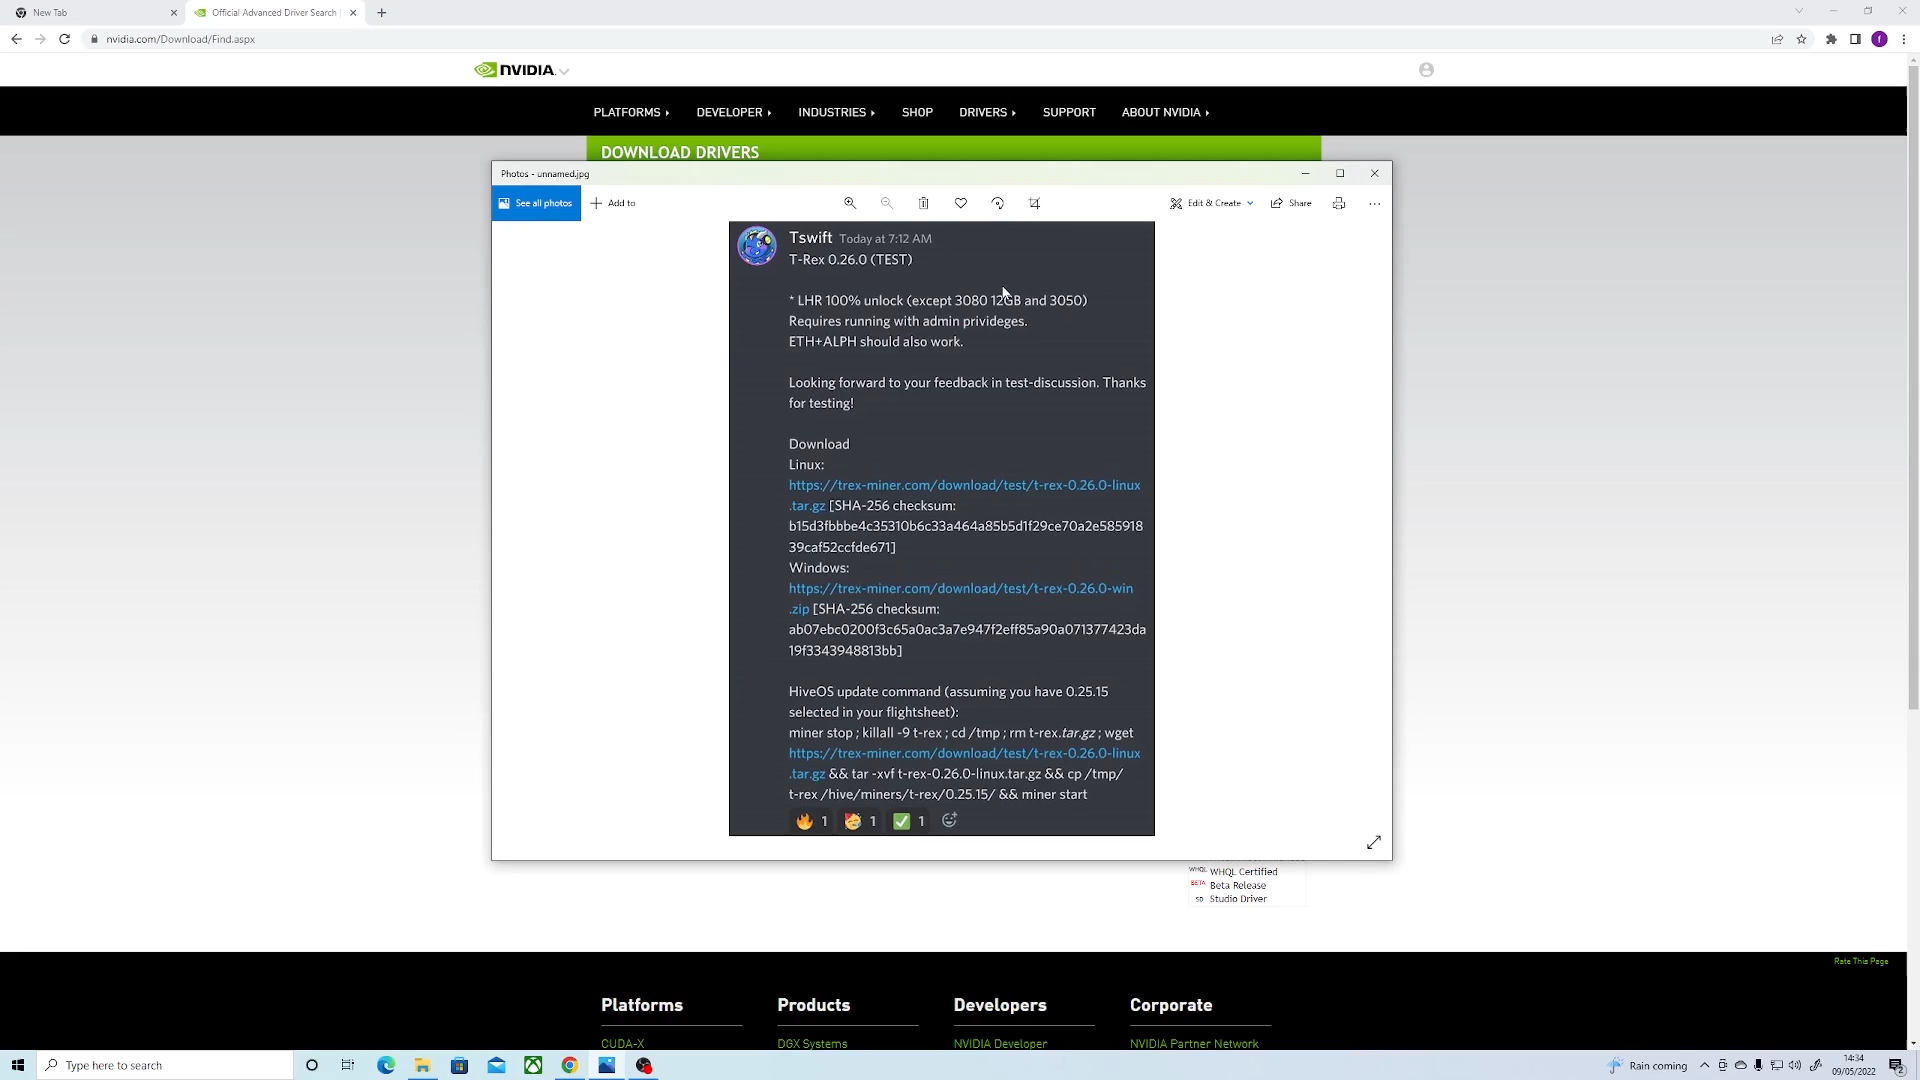 New Tab
Official Advanced Driver Search |
nvidia.com/Download/Find.aspx
f
NVIDIA.
PLATFORMS DEVELOPER INDUSTRIES SHOP DRIVERS SUPPORT ABOUT NVIDIA
DOWNLOAD DRIVERS
Photos - unnamed.jpg
See all photos
Add to
Edit & Create
Share
Tswift Today at 7:12 AM
T-Rex 0.26.0 (TEST)
* LHR 100% unlock (except 3080 12GB and 3050)
Requires running with admin privideges.
ETH+ALPH should also work.
Looking forward to your feedback in test-discussion. Thanks
for testing!
Download
Linux:
https://trex-miner.com/download/test/t-rex-0.26.0-linux
.tar.gz [SHA-256 checksum:
b15d3fbbbe4c35310b6c33a464a85b5d1f29ce70a2e585918
39caf52ccfde671]
Windows:
https://trex-miner.com/download/test/t-rex-0.26.0-win
.zip [SHA-256 checksum:
ab07ebc0200f3c65a0ac3a7e947f2eff85a90a071377423da
19f3343948813bb]
HiveOS update command (assuming you have 0.25.15
selected in your flightsheet):
miner stop ; killall -9 t-rex ; cd /tmp ; rm t-rex.tar.gz ; wget
https://trex-miner.com/download/test/t-rex-0.26.0-linux
.tar.gz && tar -xvf t-rex-0.26.0-linux.tar.gz && cp /tmp/
t-rex /hive/miners/t-rex/0.25.15/ && miner start
1 1 1
WHQL WHQL Certified
BETA Beta Release
SD Studio Driver
Rate This Page
Platforms Products Developers Corporate
CUDA-X DGX Systems NVIDIA Developer NVIDIA Partner Network
Type here to search
Rain coming
14:34
09/05/2022
2